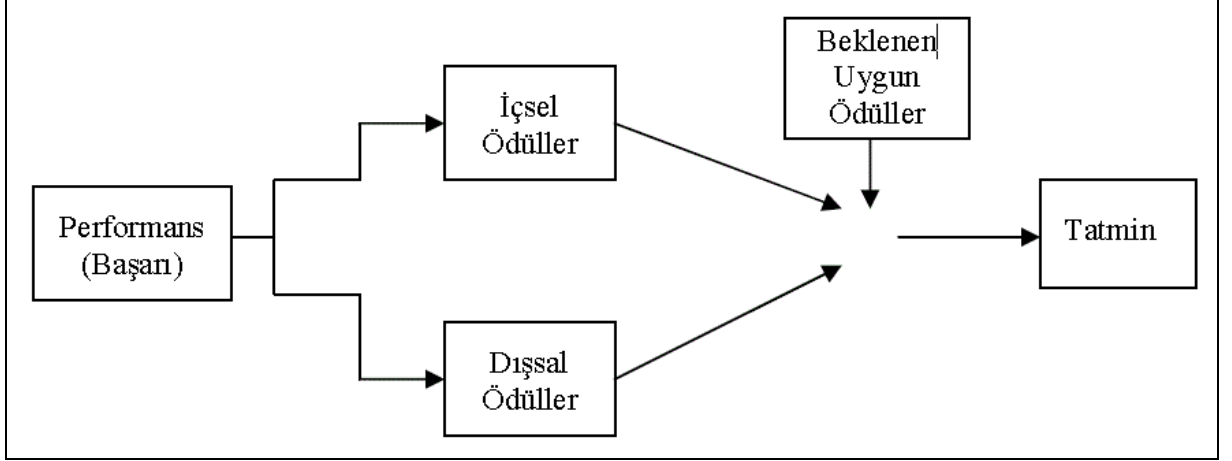 Beklenen
Uygun
Ödüller
İçsel
Ödüller
Performans
(Başarı)
Tatmin
Dışsal
Ödüller